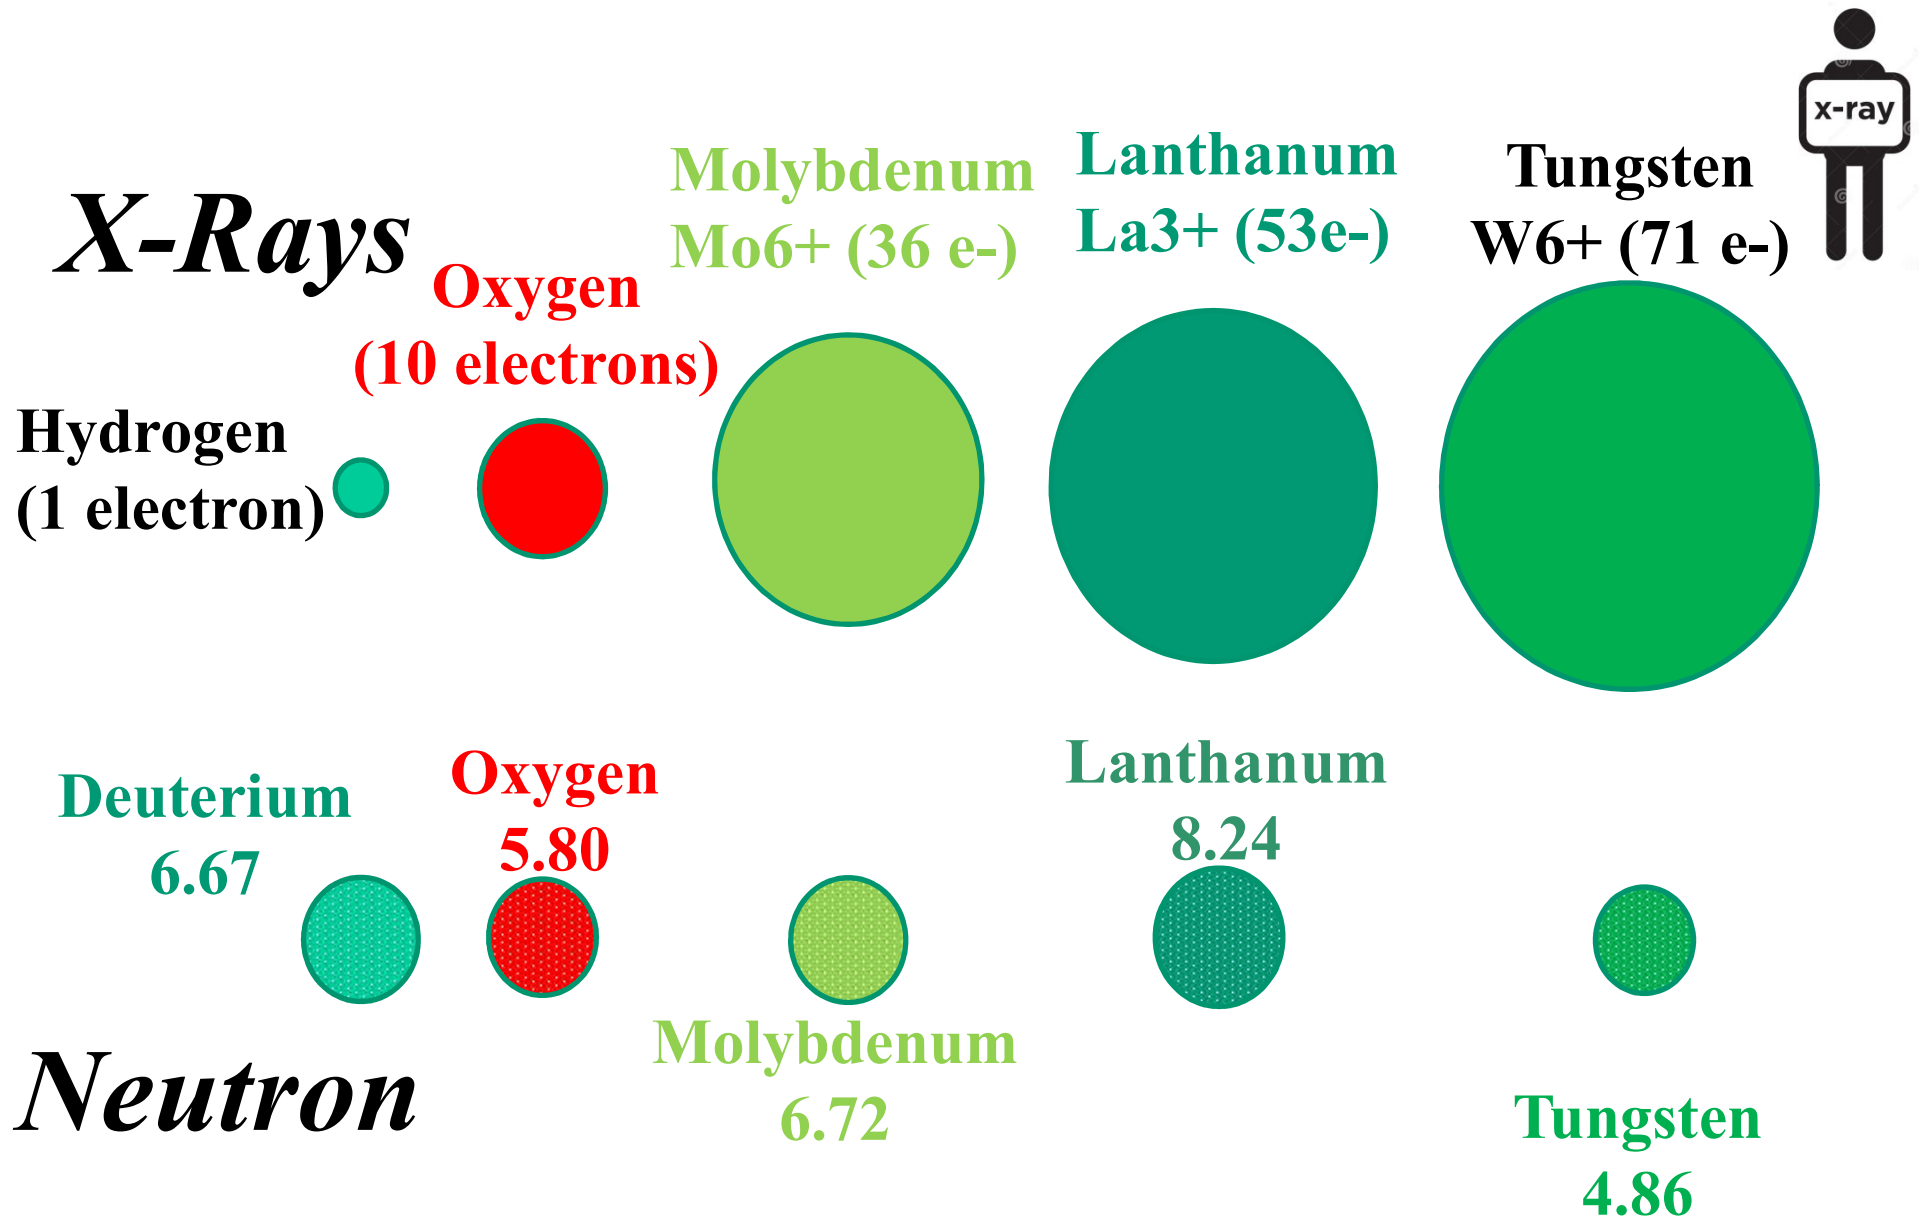 x-ray
X-Rays
Hydrogen
(1 electron)
Oxygen
(10 electrons)
Molybdenum
Mo6+ (36 e-)
Lanthanum
La3+ (53e-)
Tungsten
W6+ (71 e-)
Deuterium
6.67
Oxygen
5.80
Molybdenum
6.72
Lanthanum
8.24
Tungsten
4.86
Neutron